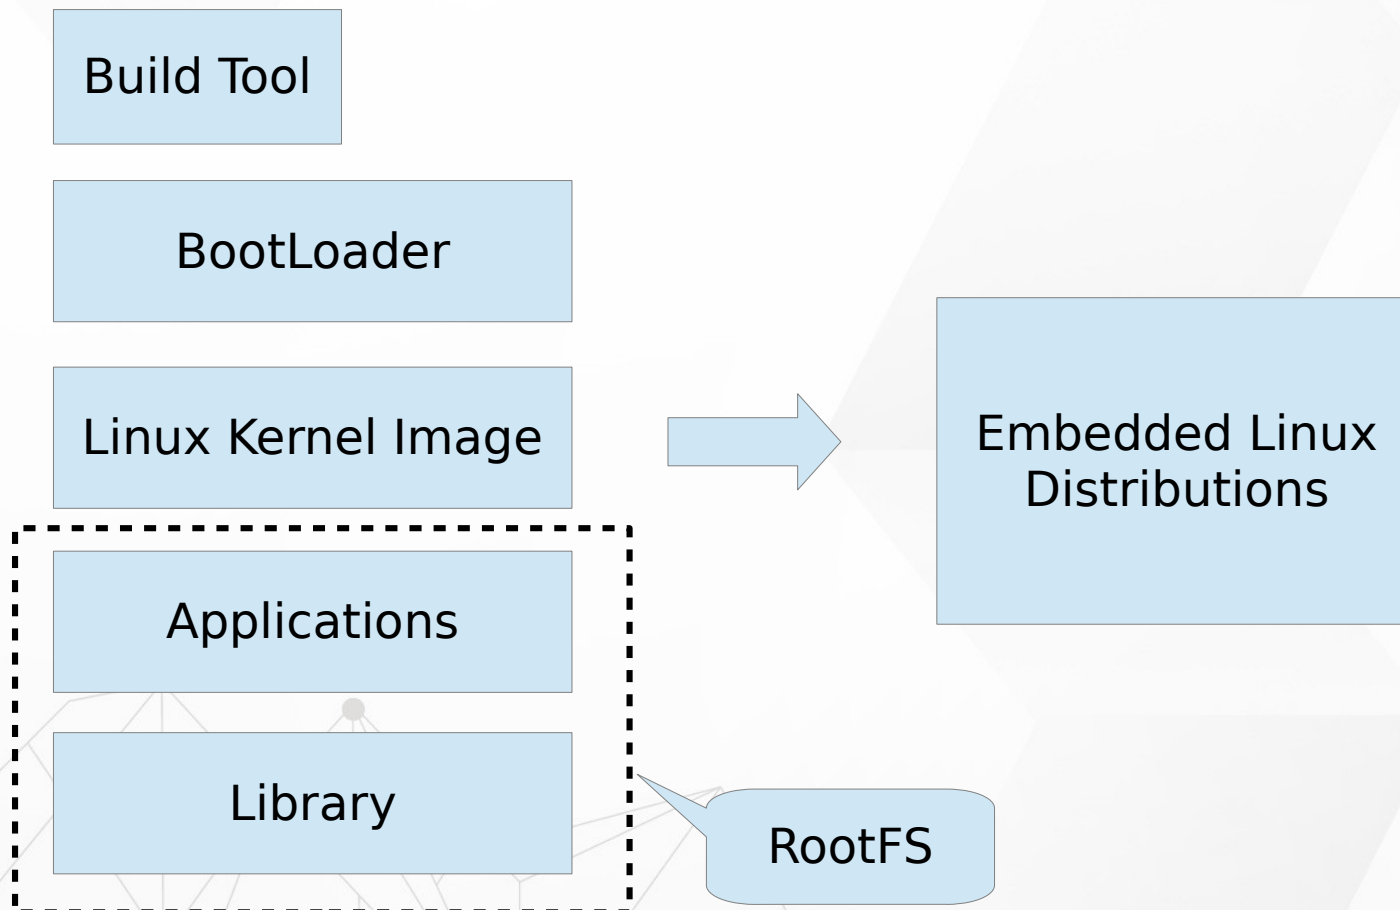 Build Tool
BootLoader
Linux Kernel Image
Applications
Library
Embedded Linux
Distributions
RootFS